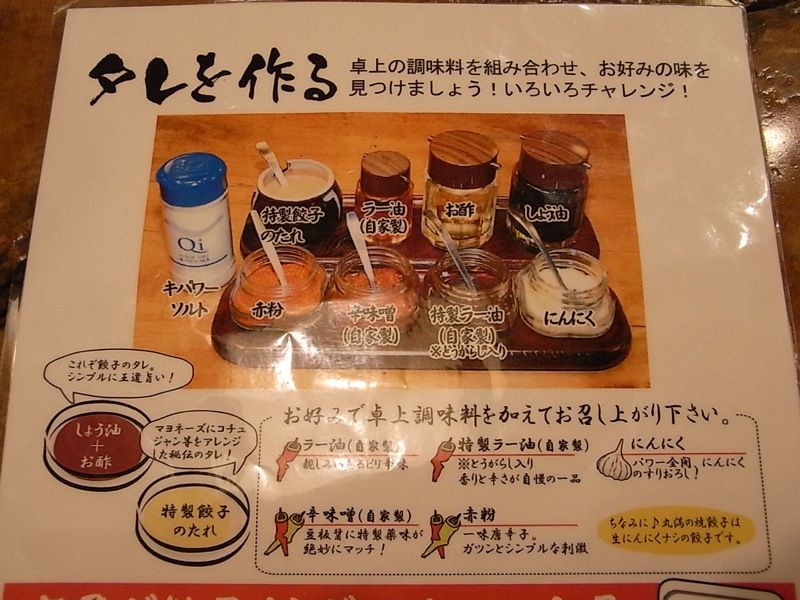 タレを作る
卓上の調味料を組み合わせ、お好みの味を
見つけましょう！いろいろチャレンジ！
Qi
キパワー
ソルト
特製餃子
のたれ
ラー油
(自家製)
お酢
しょう油
赤粉
辛味噌
(自家製)
特製ラー油
(自家製)
※とうがらし入り
にんにく
これぞ餃子のタレ。
シンプルに王道旨い！
しょう油
＋
お酢
マヨネーズにコチュ
ジャン等をアレンジ
した秘伝のタレ！
特製餃子
のたれ
お好みで卓上調味料を加えてお召し上がり下さい。
ラー油(自家製)
ピリ辛味
特製ラー油(自家製)
※とうがらし入り
香りと辛さが自慢の一品
にんにく
パワー全開、にんにく
のすりおろし！
辛味噌(自家製)
豆板醤に特製薬味が
絶妙にマッチ！
赤粉
一味唐辛子。
ガツンとシンプルな刺激
ちなみに♪丸満の焼餃子は
生にんにくナシの餃子です。